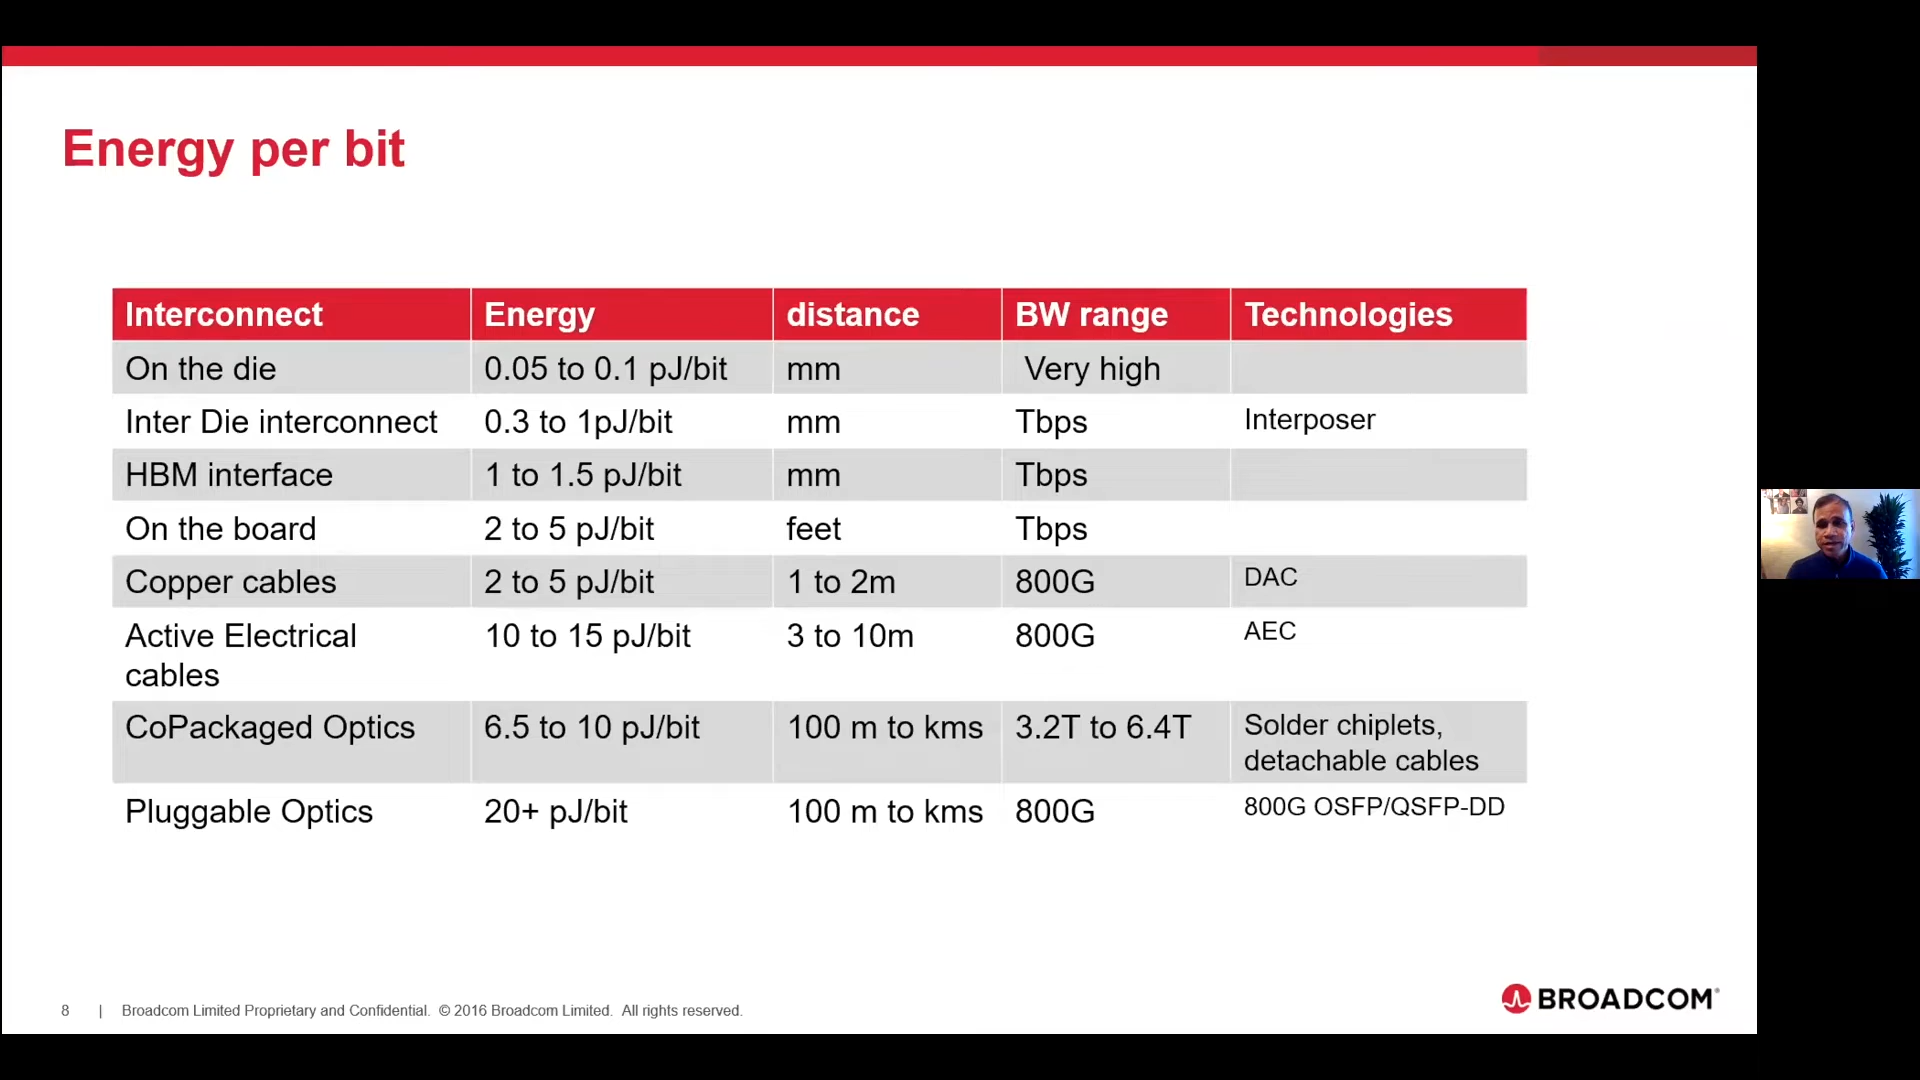 Energy per bit
Interconnect Energy distance BW range Technologies
On the die 0.05 to 0.1 pJ/bit mm Very high
Inter Die interconnect 0.3 to 1pJ/bit mm Tbps Interposer
HBM interface 1 to 1.5 pJ/bit mm Tbps
On the board 2 to 5 pJ/bit feet Tbps
Copper cables 2 to 5 pJ/bit 1 to 2m 800G DAC
Active Electrical 10 to 15 pJ/bit 3 to 10m 800G AEC
cables
CoPackaged Optics 6.5 to 10 pJ/bit 100 m to kms 3.2T to 6.4T Solder chiplets,
detachable cables
Pluggable Optics 20+ pJ/bit 100 m to kms 800G 800G OSFP/QSFP-DD
8 | Broadcom Limited Proprietary and Confidential. © 2016 Broadcom Limited. All rights reserved.
BROADCOM®